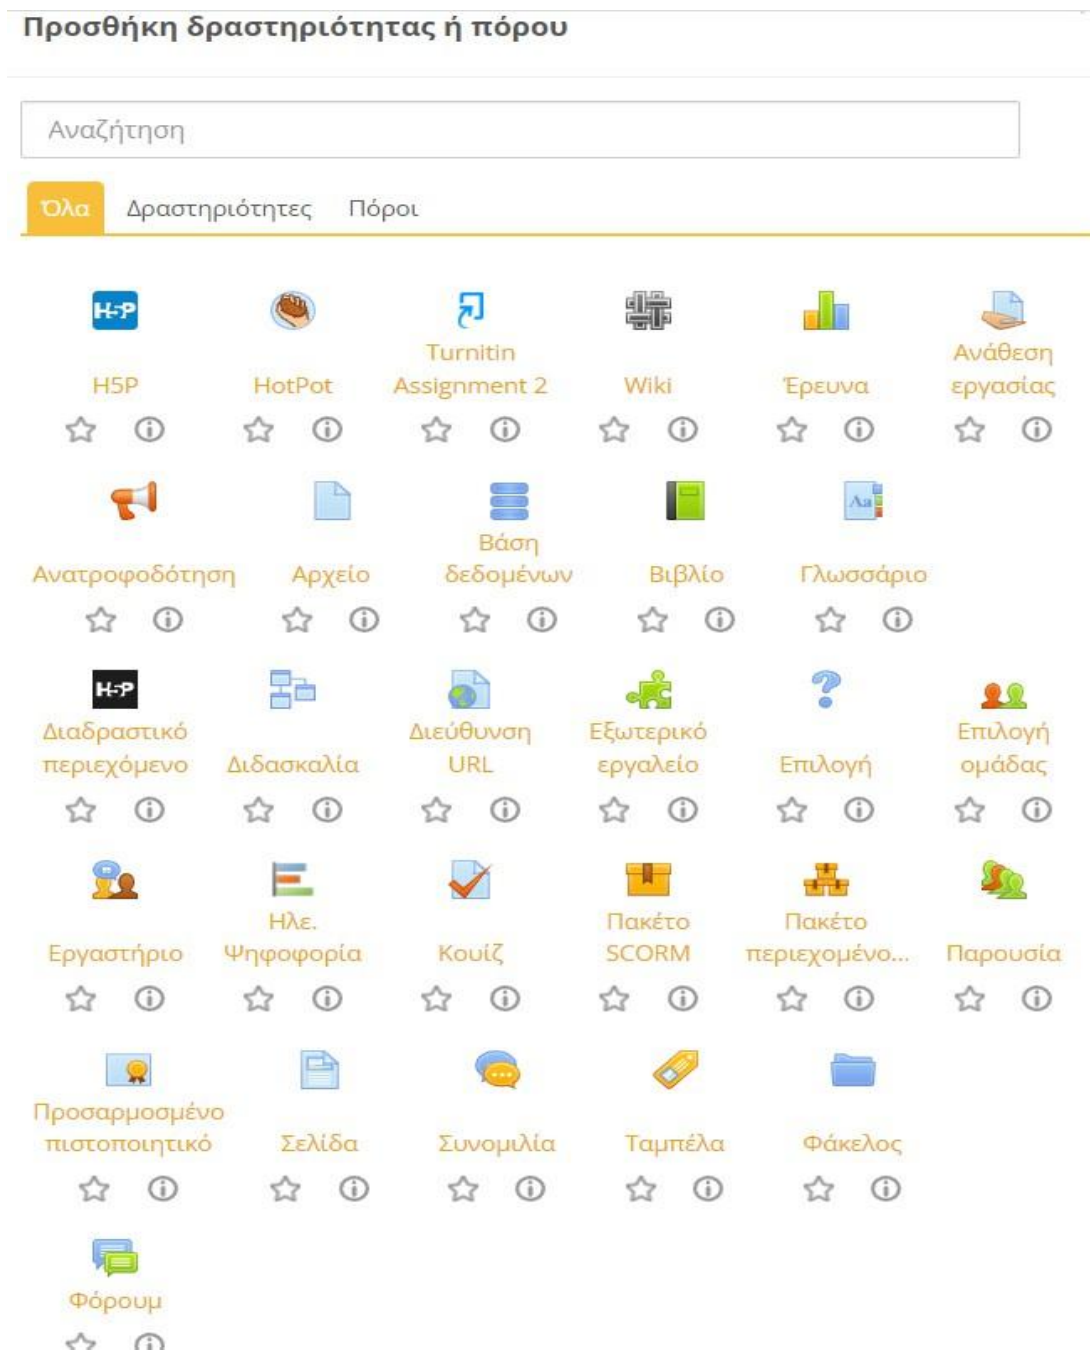 Προσθήκη δραστηριότητας ή πόρου
Αναζήτηση
Όλα Δραστηριότητες Πόροι
H5P
H5P
HotPot
Turnitin
Assignment 2
Wiki
Έρευνα
Ανάθεση
εργασίας
Ανατροφοδότηση
Αρχείο
Βάση
δεδομένων
Βιβλίο
Aa
Γλωσσάριο
H5P
Διαδραστικό
περιεχόμενο
Διδασκαλία
Διεύθυνση
URL
Εξωτερικό
εργαλείο
Επιλογή
Επιλογή
ομάδας
Εργαστήριο
Ηλε.
Ψηφοφορία
Κουίζ
Πακέτο
SCORM
Πακέτο
περιεχομένο...
Παρουσία
Προσαρμοσμένο
πιστοποιητικό
Σελίδα
Συνομιλία
Ταμπέλα
Φάκελος
Φόρουμ